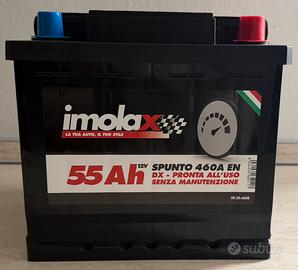 imolax
LA TUA AUTO, IL TUO STILE
55Ah 12V
SPUNTO 460A EN
DX - PRONTA ALL'USO
SENZA MANUTENZIONE
subito